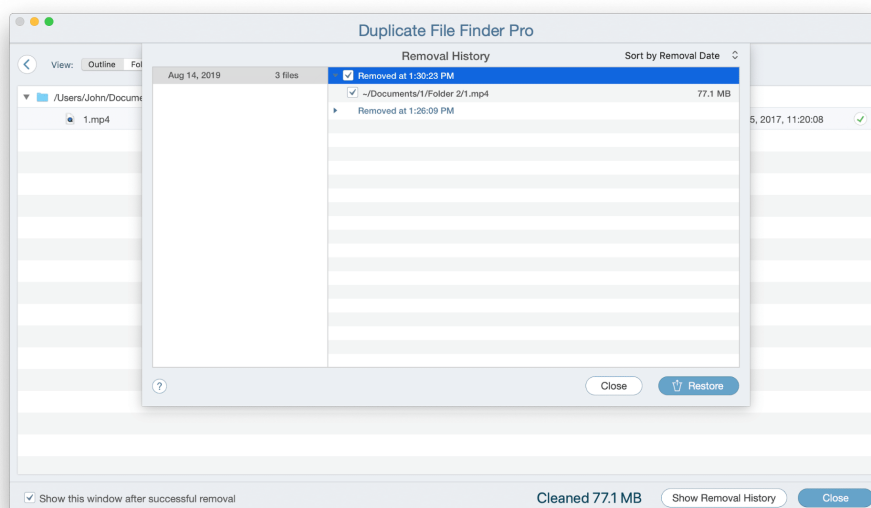 Duplicate File Finder Pro
Removal History
Sort by Removal Date
View: Outline Fol
Aug 14, 2019 3 files
Removed at 1:30:23 PM
~/Documents/1/Folder 2/1.mp4 77.1 MB
Removed at 1:26:09 PM
/Users/John/Docume
1.mp4
5, 2017, 11:20:08
?
Close
Restore
Show this window after successful removal
Cleaned 77.1 MB
Show Removal History
Close